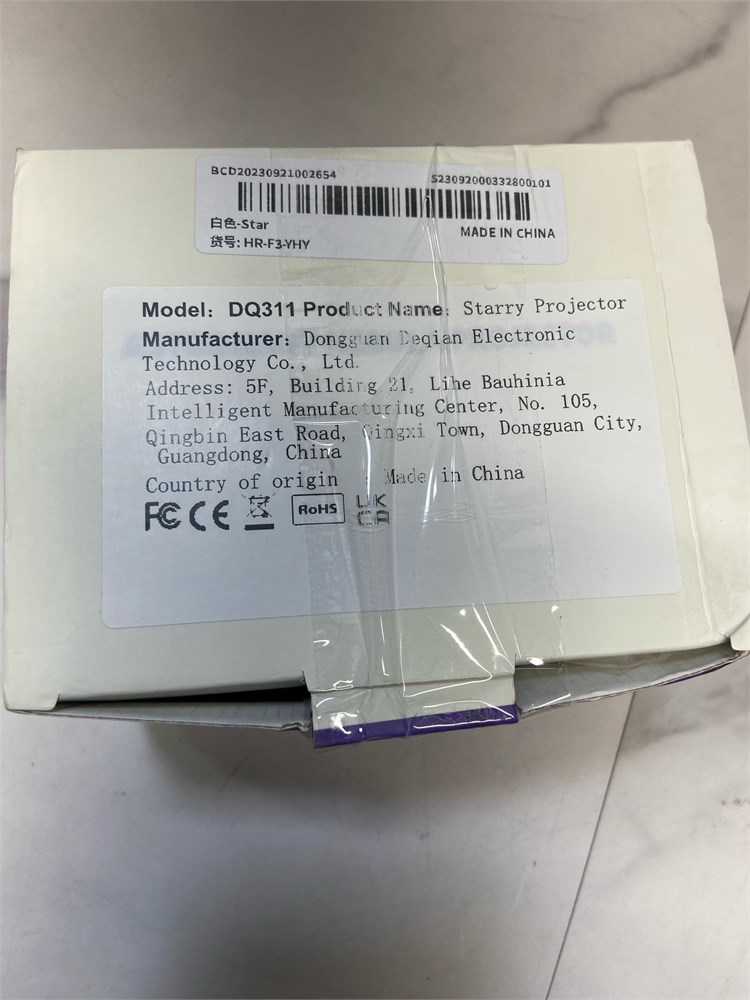 BCD20230921002654
S23092000332800101
白色-Star
货号: HR-F3-YHY
MADE IN CHINA
Model: DQ311 Product Name: Starry Projector
Manufacturer: Dongguan Deqian Electronic
Technology Co., Ltd.
Address: 5F, Building 21, Lihe Bauhinia
Intelligent Manufacturing Center, No. 105,
Qingbin East Road, Qingxi Town, Dongguan City,
Guangdong, China
Country of origin : Made in China
FC CE RoHS UK
CA